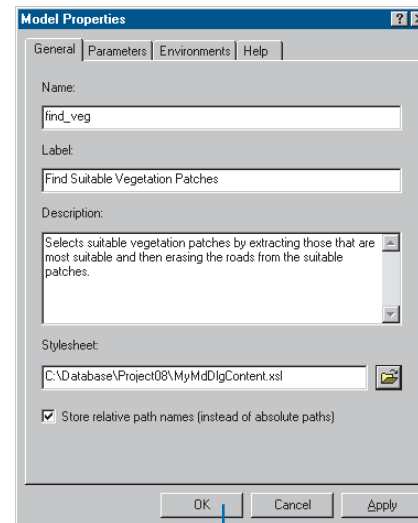 Model Properties
General
Parameters
Environments
Help
Name:
find_veg
Label:
Find Suitable Vegetation Patches
Description:
Selects suitable vegetation patches by extracting those that are
most suitable and then erasing the roads from the suitable
patches.
Stylesheet:
C:\Database\Project08\MyMdDlgContent.xsl
Store relative path names (instead of absolute paths)
OK
Cancel
Apply